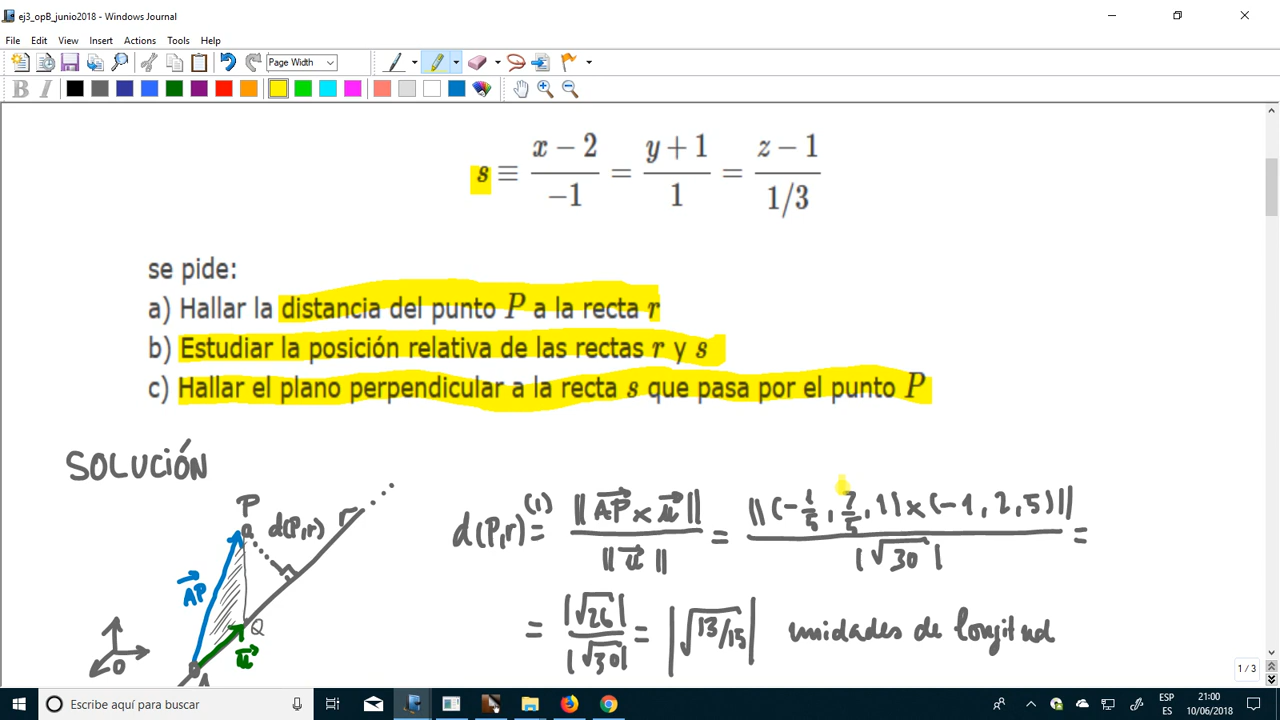 ej3_opB_junio2018 - Windows Journal
File Edit View Insert Actions Tools Help
Page Width
B I
s ≡ (x − 2)/−1 = (y + 1)/1 = (z − 1)/(1/3)
se pide:
a) Hallar la distancia del punto P a la recta r
b) Estudiar la posición relativa de las rectas r y s
c) Hallar el plano perpendicular a la recta s que pasa por el punto P
SOLUCIÓN
P
d(P,r)
r
AP
Q
u
O
A
d(P,r) =⁽¹⁾ ||AP × u|| / ||u|| = ||(-1/5, 7/5, 1) × (-1, 2, 5)|| / |√30| =
= |√26| / |√30| = |√13/15| unidades de longitud
1 / 3
Escribe aquí para buscar
ESP
ES
21:00
10/06/2018